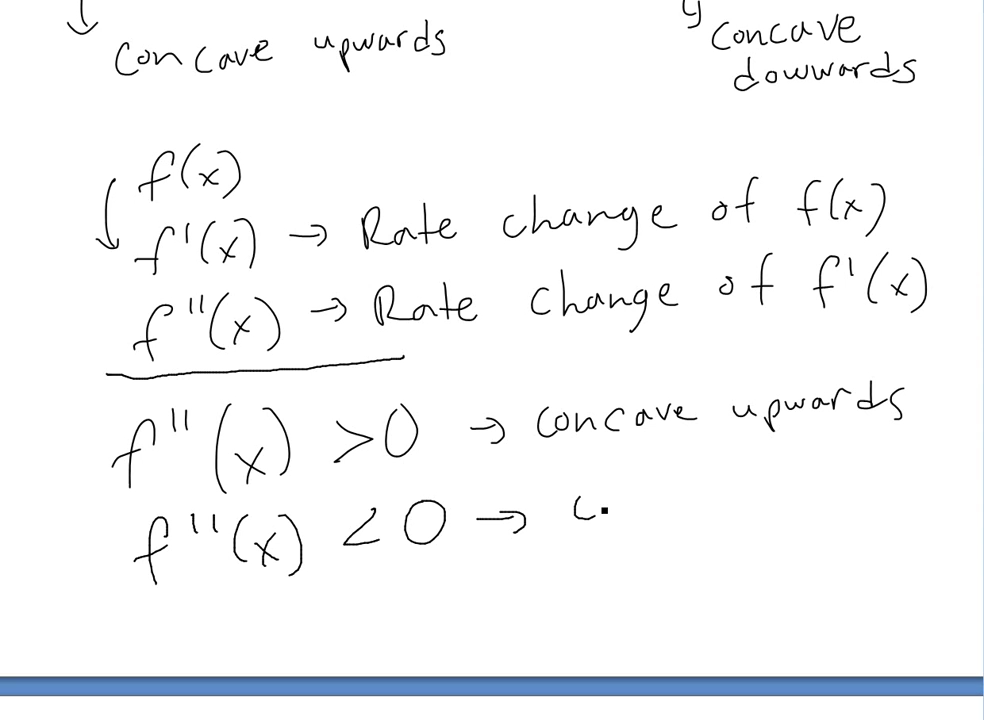 concave upwards
concave
dowwards
f(x)
f'(x) → Rate change of f(x)
f''(x) → Rate change of f'(x)
f''(x) >0 → concave upwards
f''(x) <0 → c